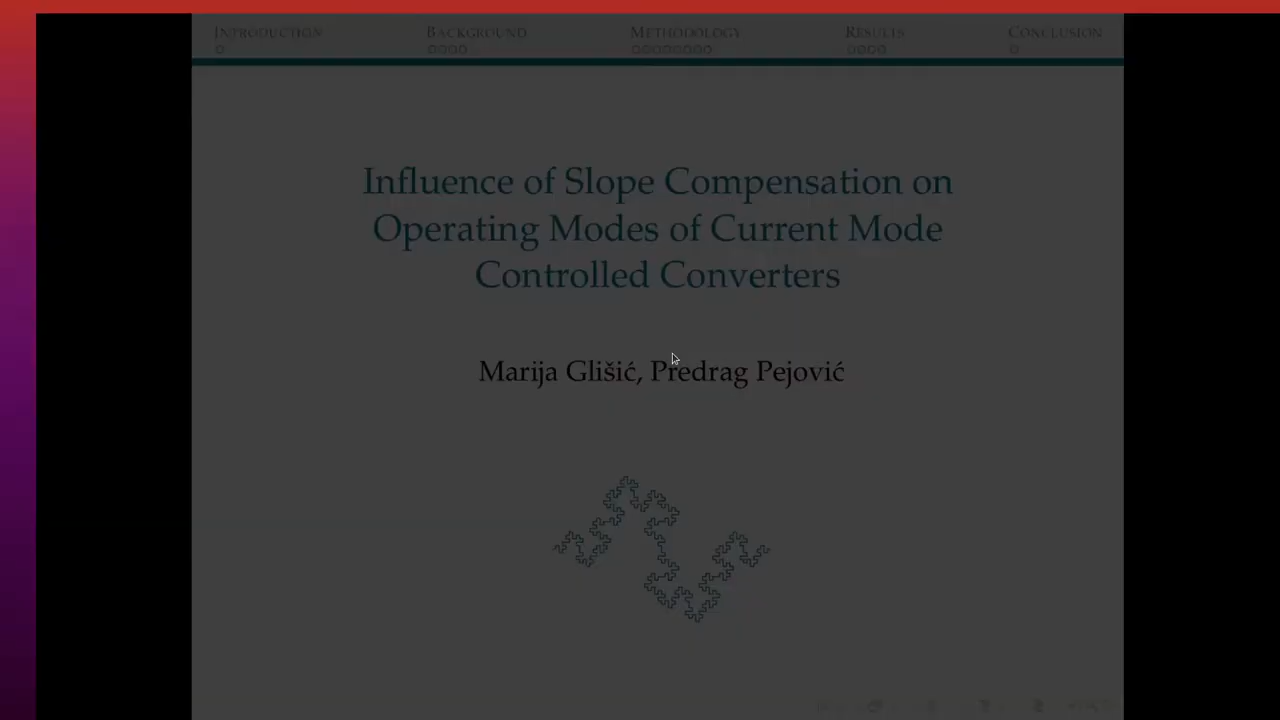 INTRODUCTION BACKGROUND METHODOLOGY RESULTS CONCLUSION
Influence of Slope Compensation on
Operating Modes of Current Mode
Controlled Converters
Marija Glišić, Predrag Pejović